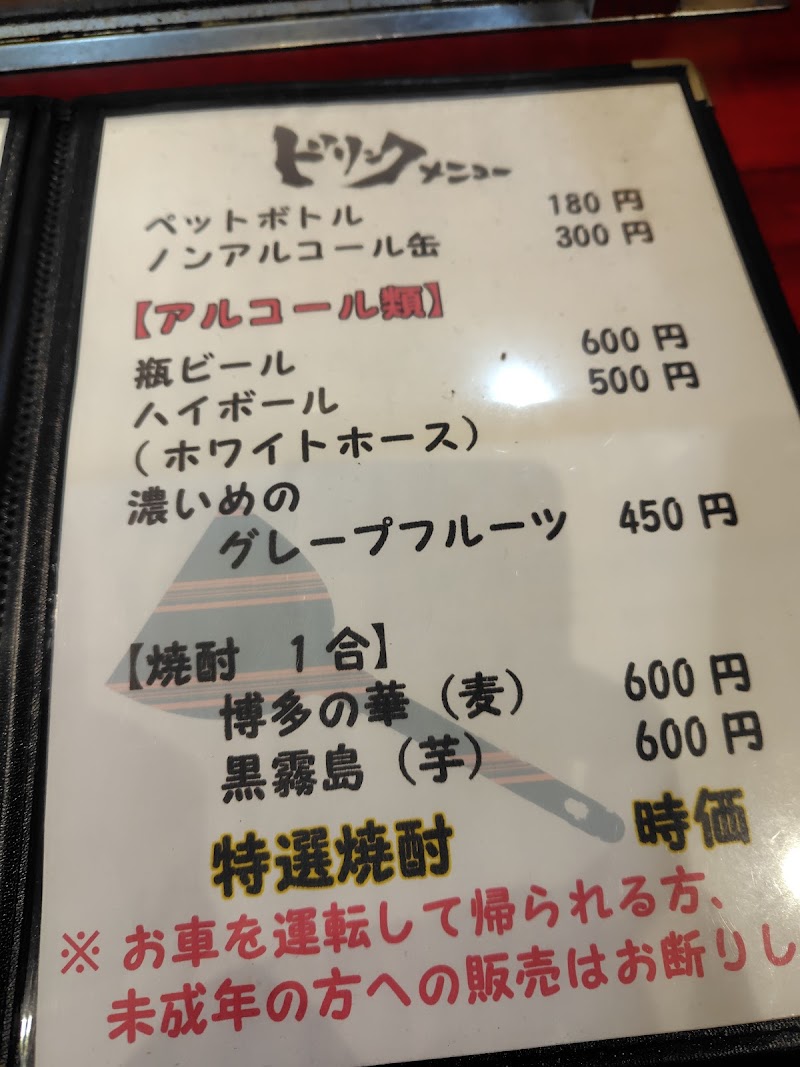 ドリンクメニュー
ペットボトル 180円
ノンアルコール缶 300円
【アルコール類】
瓶ビール 600円
ハイボール 500円
（ホワイトホース）
濃いめの
グレープフルーツ 450円
【焼酎 1合】
博多の華（麦） 600円
黒霧島（芋） 600円
特選焼酎 時価
※お車を運転して帰られる方、
未成年の方への販売はお断りし